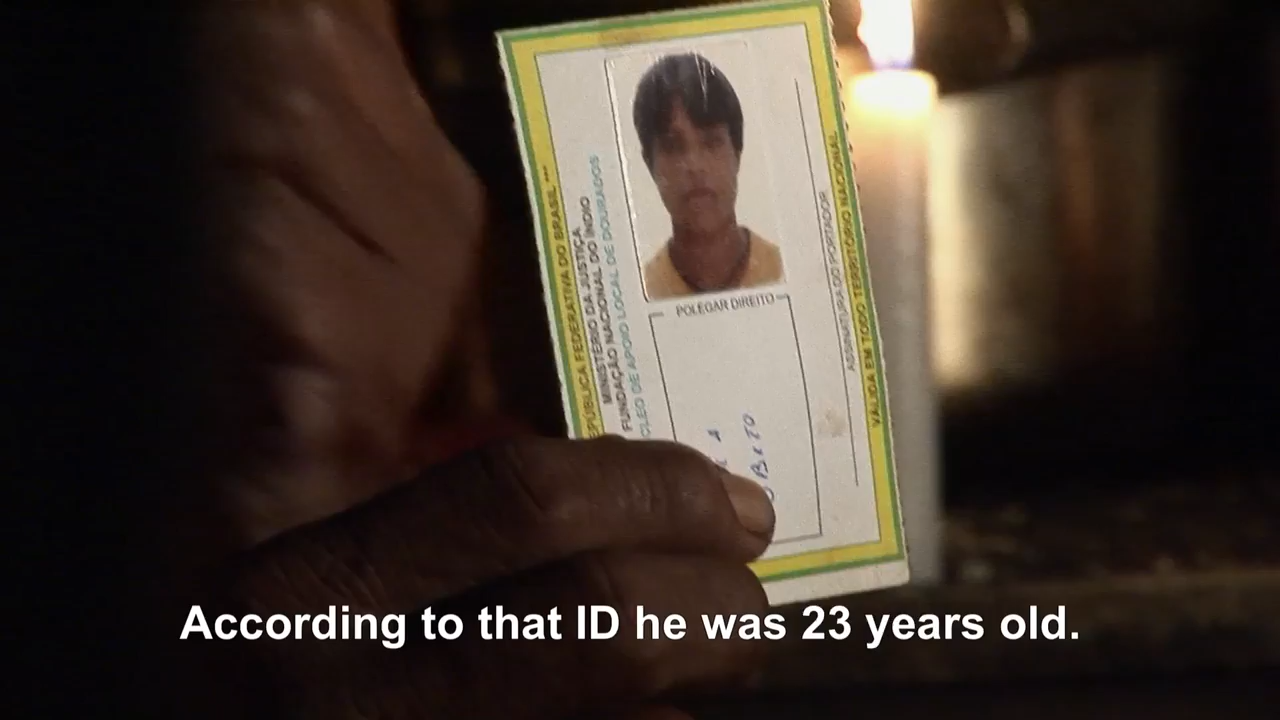 REPÚBLICA FEDERATIVA DO BRASIL
MINISTÉRIO DA JUSTIÇA
FUNDAÇÃO NACIONAL DO ÍNDIO
NÚCLEO DE APOIO LOCAL DE DOURADOS
POLEGAR DIREITO
ASSINATURA DO PORTADOR
VÁLIDA EM TODO TERRITÓRIO NACIONAL
According to that ID he was 23 years old.